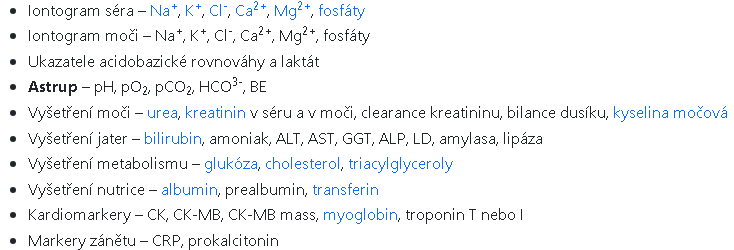 • Iontogram séra – Na⁺, K⁺, Cl⁻, Ca²⁺, Mg²⁺, fosfáty
• Iontogram moči – Na⁺, K⁺, Cl⁻, Ca²⁺, Mg²⁺, fosfáty
• Ukazatele acidobazické rovnováhy a laktát
• Astrup – pH, pO₂, pCO₂, HCO³⁻, BE
• Vyšetření moči – urea, kreatinin v séru a v moči, clearance kreatininu, bilance dusíku, kyselina močová
• Vyšetření jater – bilirubin, amoniak, ALT, AST, GGT, ALP, LD, amylasa, lipáza
• Vyšetření metabolismu – glukóza, cholesterol, triacylglyceroly
• Vyšetření nutrice – albumin, prealbumin, transferin
• Kardiomarkery – CK, CK-MB, CK-MB mass, myoglobin, troponin T nebo I
• Markery zánětu – CRP, prokalcitonin